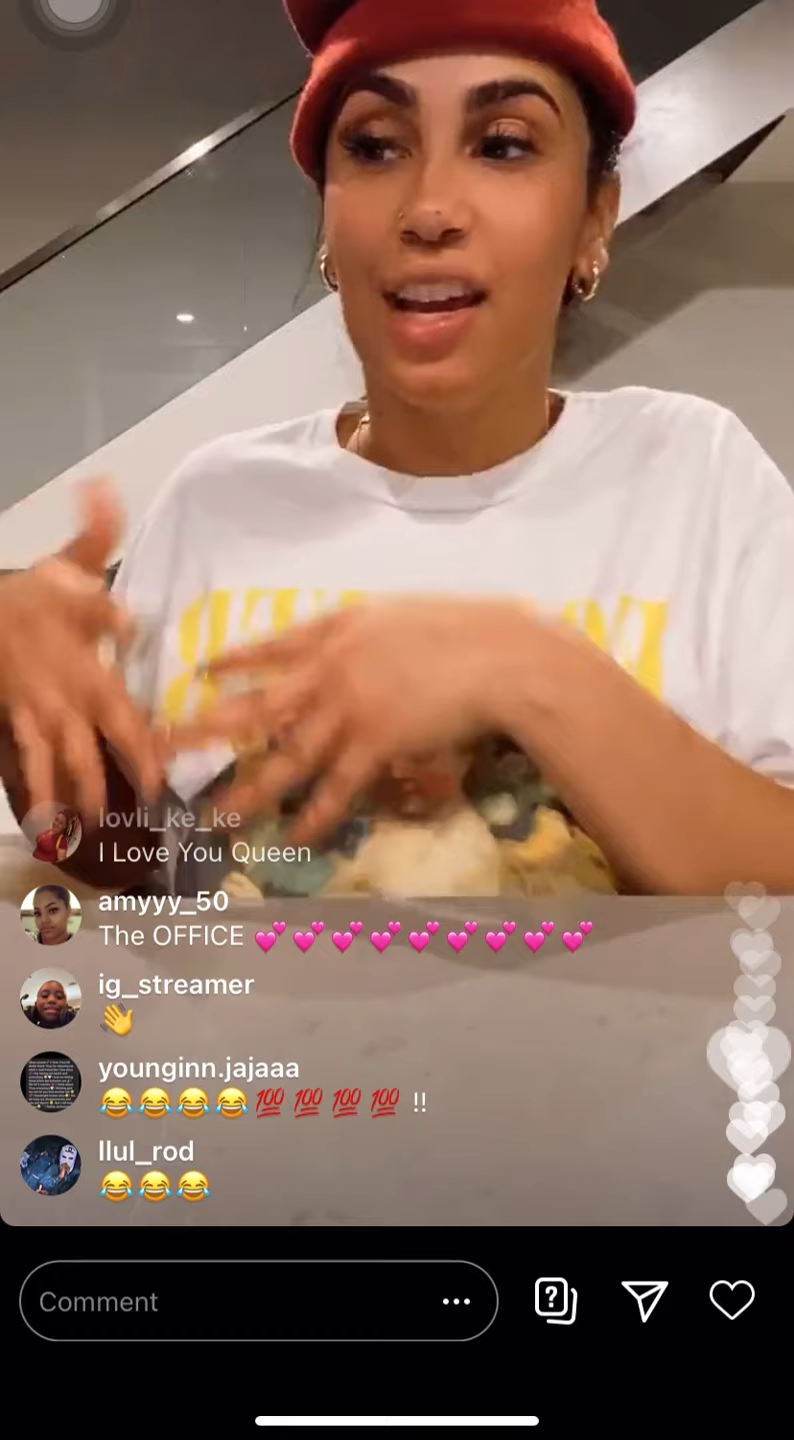 lovli_ke_ke
I Love You Queen
amyyy_50
The OFFICE 💕💕💕💕💕💕💕💕💕
ig_streamer
👋
younginn.jajaaa
😂😂😂😂💯💯💯💯 !!
llul_rod
😂😂😂
Comment